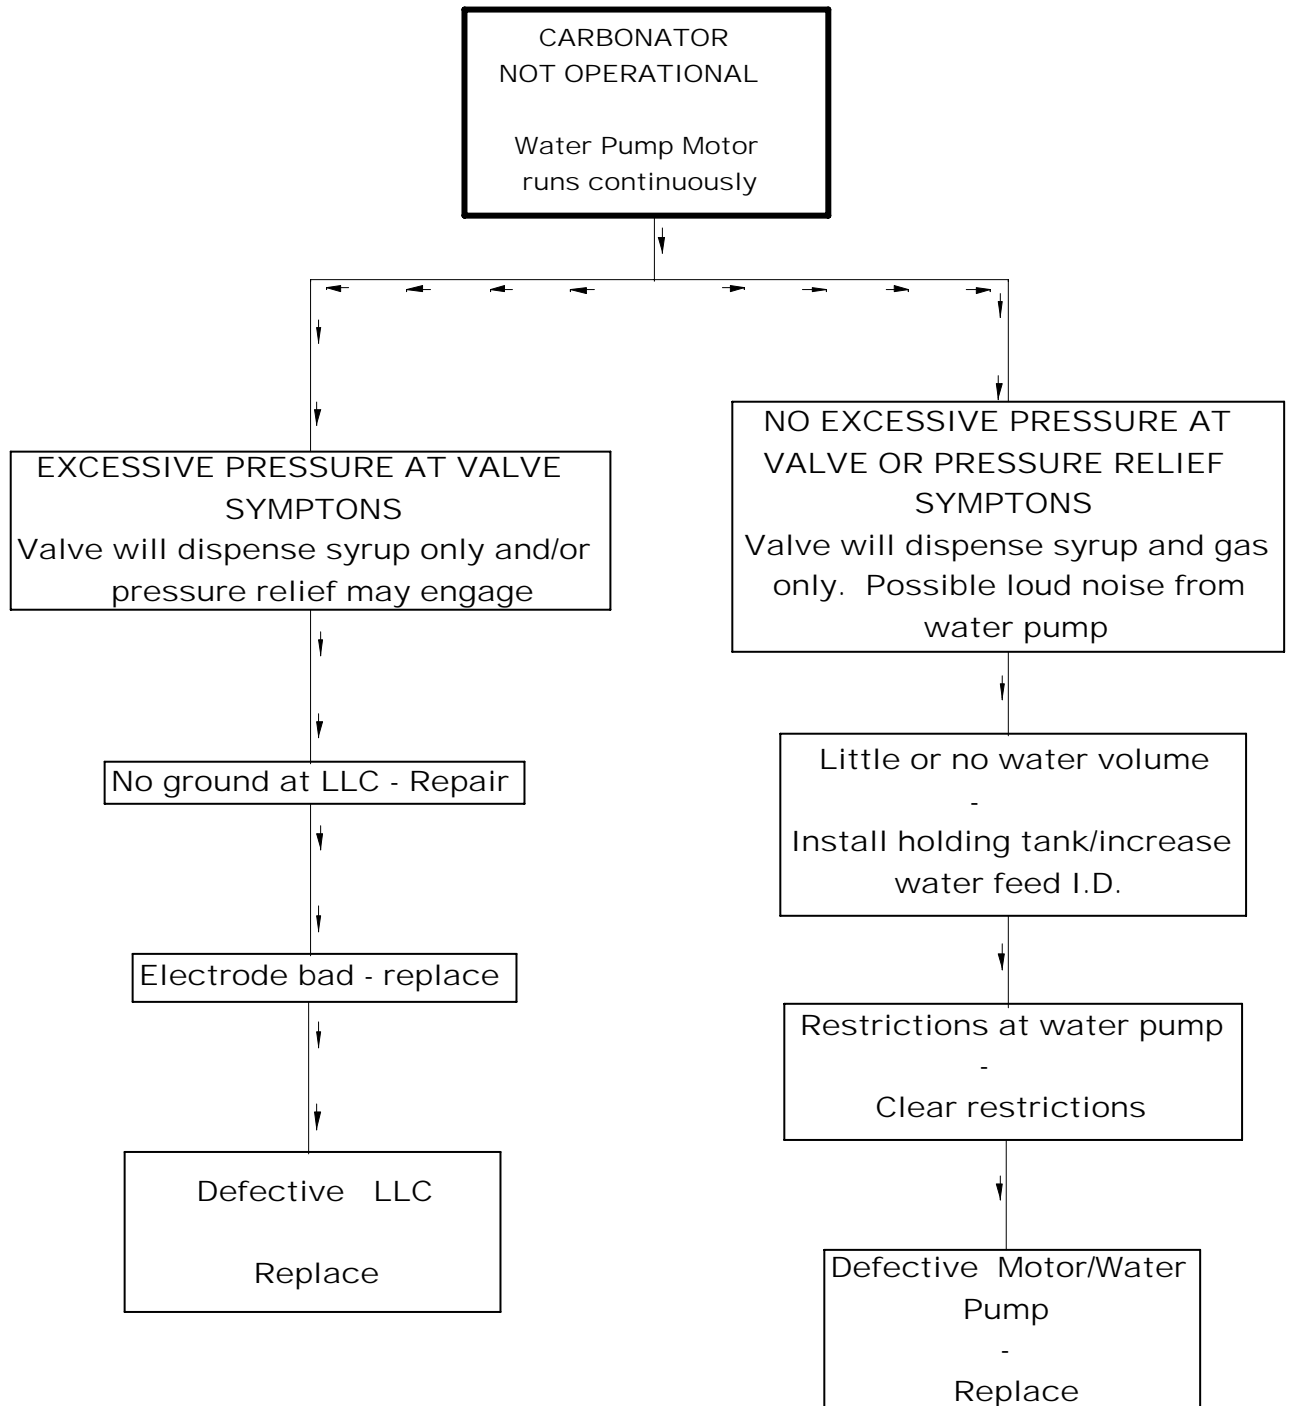 CARBONATOR
NOT OPERATIONAL
Water Pump Motor
runs continuously
EXCESSIVE PRESSURE AT VALVE
SYMPTONS
Valve will dispense syrup only and/or
pressure relief may engage
No ground at LLC - Repair
Electrode bad - replace
Defective LLC
Replace
NO EXCESSIVE PRESSURE AT
VALVE OR PRESSURE RELIEF
SYMPTONS
Valve will dispense syrup and gas
only. Possible loud noise from
water pump
Little or no water volume
-
Install holding tank/increase
water feed I.D.
Restrictions at water pump
-
Clear restrictions
Defective Motor/Water
Pump
-
Replace